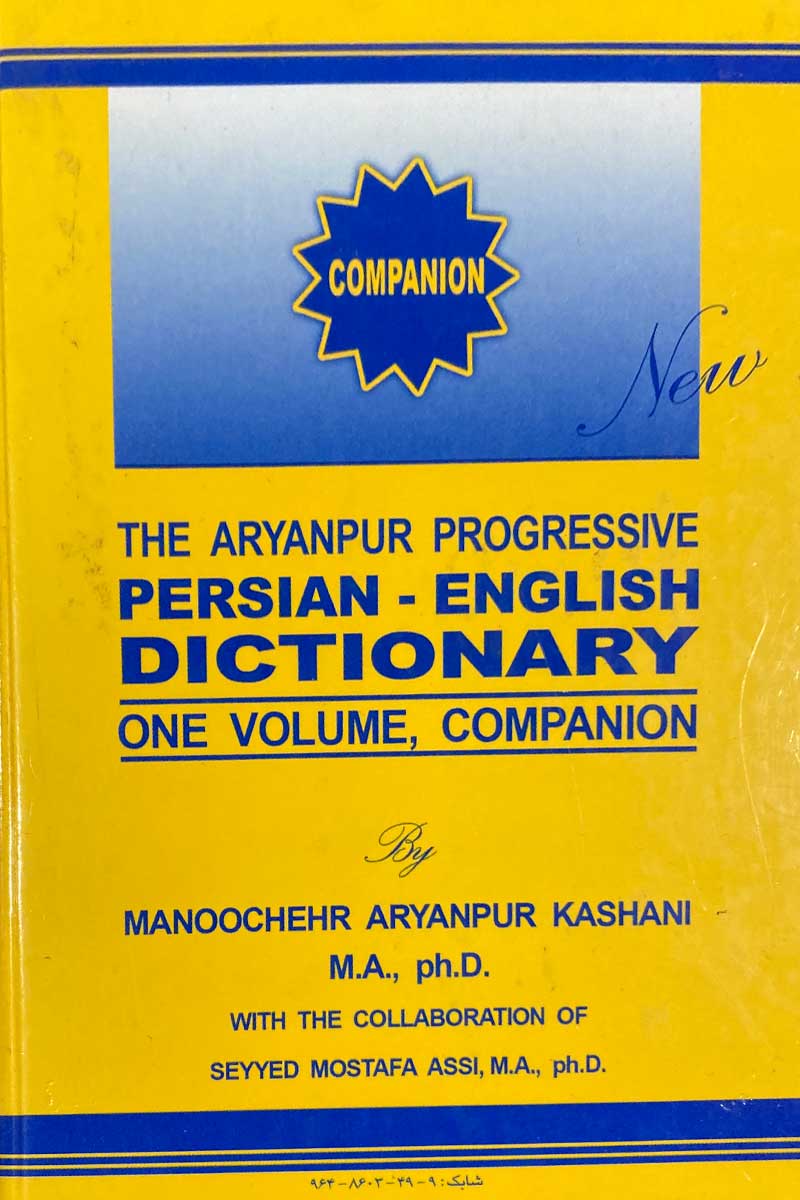 COMPANION
New
THE ARYANPUR PROGRESSIVE
PERSIAN - ENGLISH
DICTIONARY
ONE VOLUME, COMPANION
By
MANOOCHEHR ARYANPUR KASHANI
M.A., ph.D.
WITH THE COLLABORATION OF
SEYYED MOSTAFA ASSI, M.A., ph.D.
شابک: ۹-۴۹-۸۶۰۳-۹۶۴